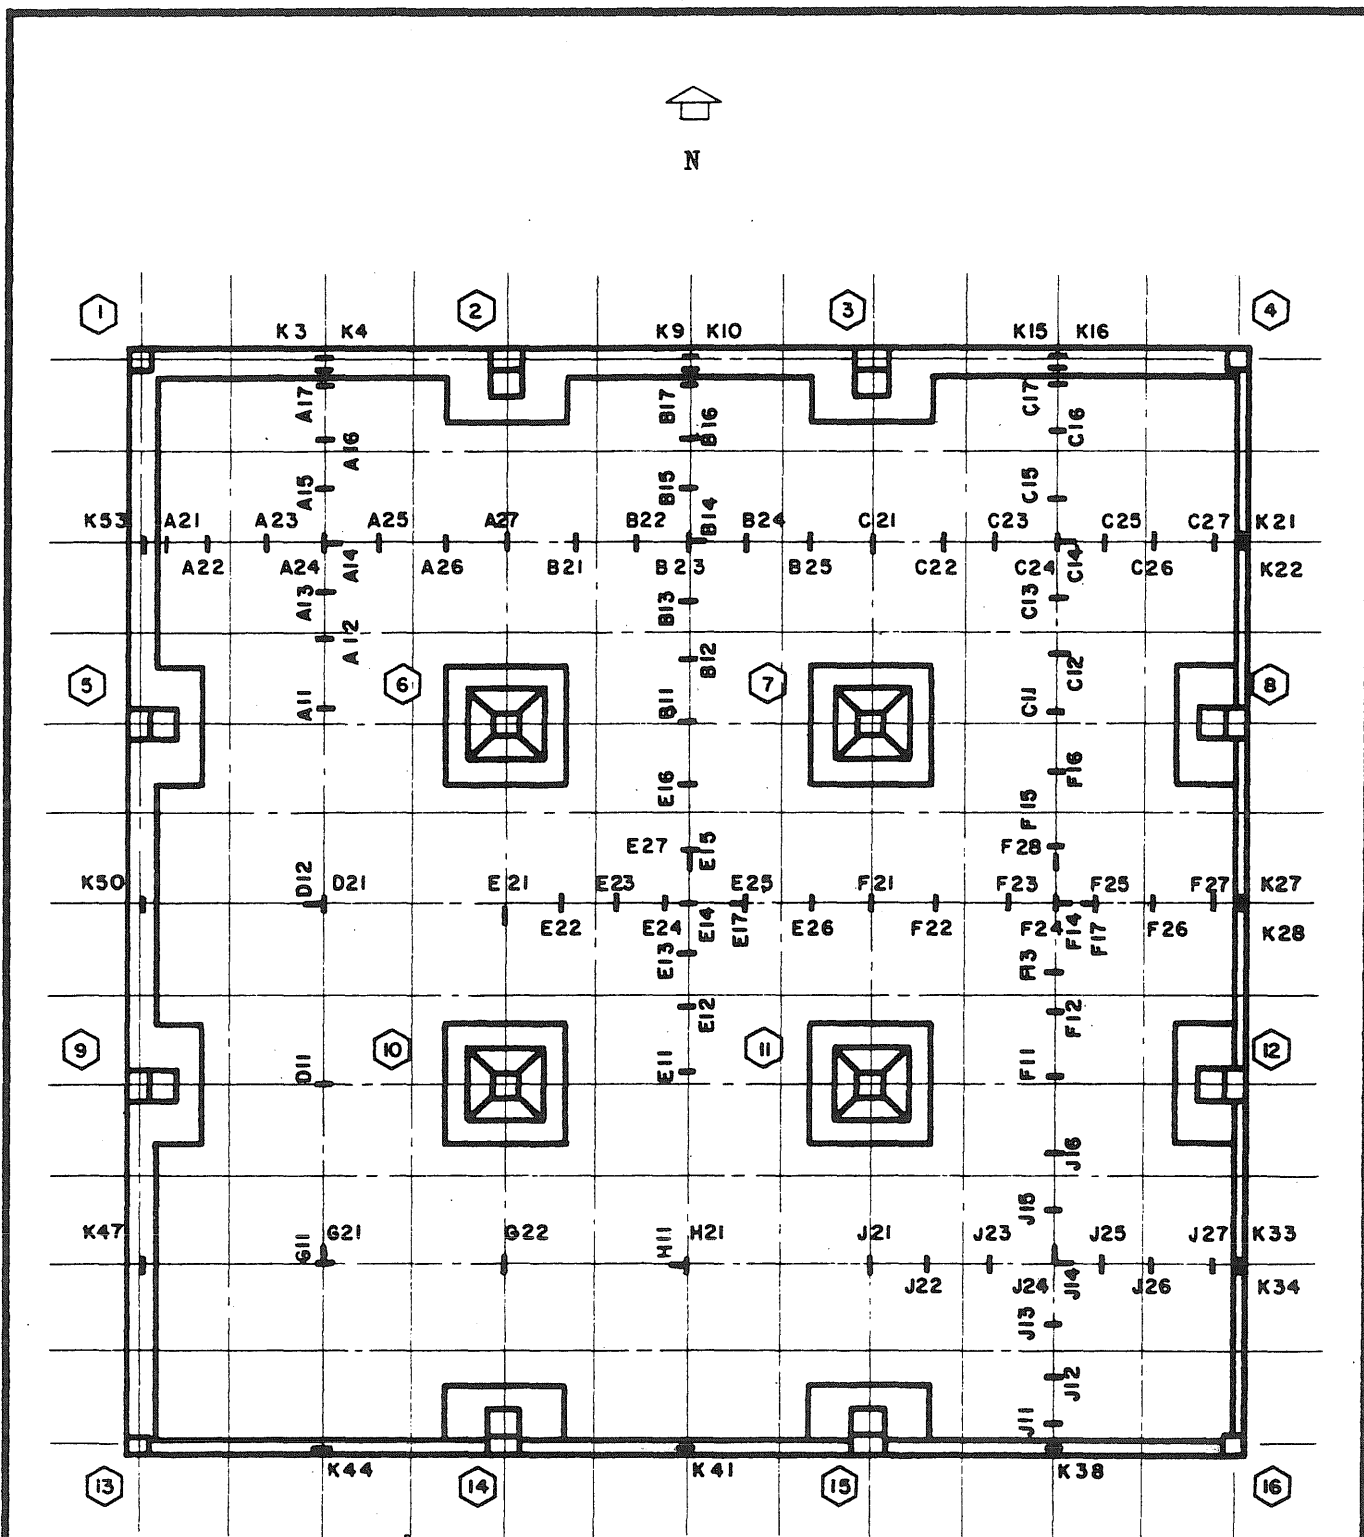 N
1 2 3 4
K3 K4 K9 K10 K15 K16
A17 B17 C17
A16 B16 C16
A15 B15 C15
B14
K53 A21 A23 A25 A27 B22 B24 C21 C23 C25 C27 K21
A22 A24 A14 A26 B21 B23 B25 C22 C24 C14 C26 K22
A13 B13 C13
A12 B12 C12
5 6 7 8
A11 B11 C11
E16 F16
F15
E27 E15 F28
K50 D12 D21 E21 E23 E25 F21 F23 F25 F27 K27
E22 E24 E14 E17 E26 F22 F24 F14 F17 F26 K28
E13 F13
E12 F12
9 10 11 12
D11 E11 F11
J16
J15
K47 G11 G21 G22 H11 H21 J21 J23 J25 J27 K33
J22 J24 J14 J26 K34
J13
J12
J11
K44 K41 K38
13 14 15 16